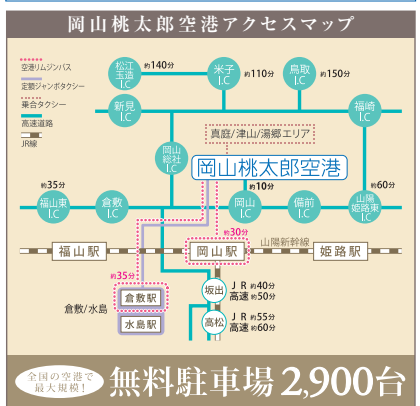 岡山桃太郎空港アクセスマップ
空港リムジンバス
定額ジャンボタクシー
乗合タクシー
高速道路
JR線
松江
玉造
I.C
約140分
米子
I.C
約110分
鳥取
I.C
約150分
新見
I.C
福崎
I.C
真庭/津山/湯郷エリア
岡山
総社
I.C
岡山桃太郎空港
約35分
約10分
約60分
福山東
I.C
倉敷
I.C
岡山
I.C
備前
I.C
山陽
姫路東
I.C
約30分
福山駅
岡山駅
山陽新幹線
姫路駅
約35分
倉敷駅
倉敷/水島
水島駅
坂出
JR 約40分
高速 約50分
高松
JR 約55分
高速 約60分
全国の空港で
最大規模!
無料駐車場 2,900台